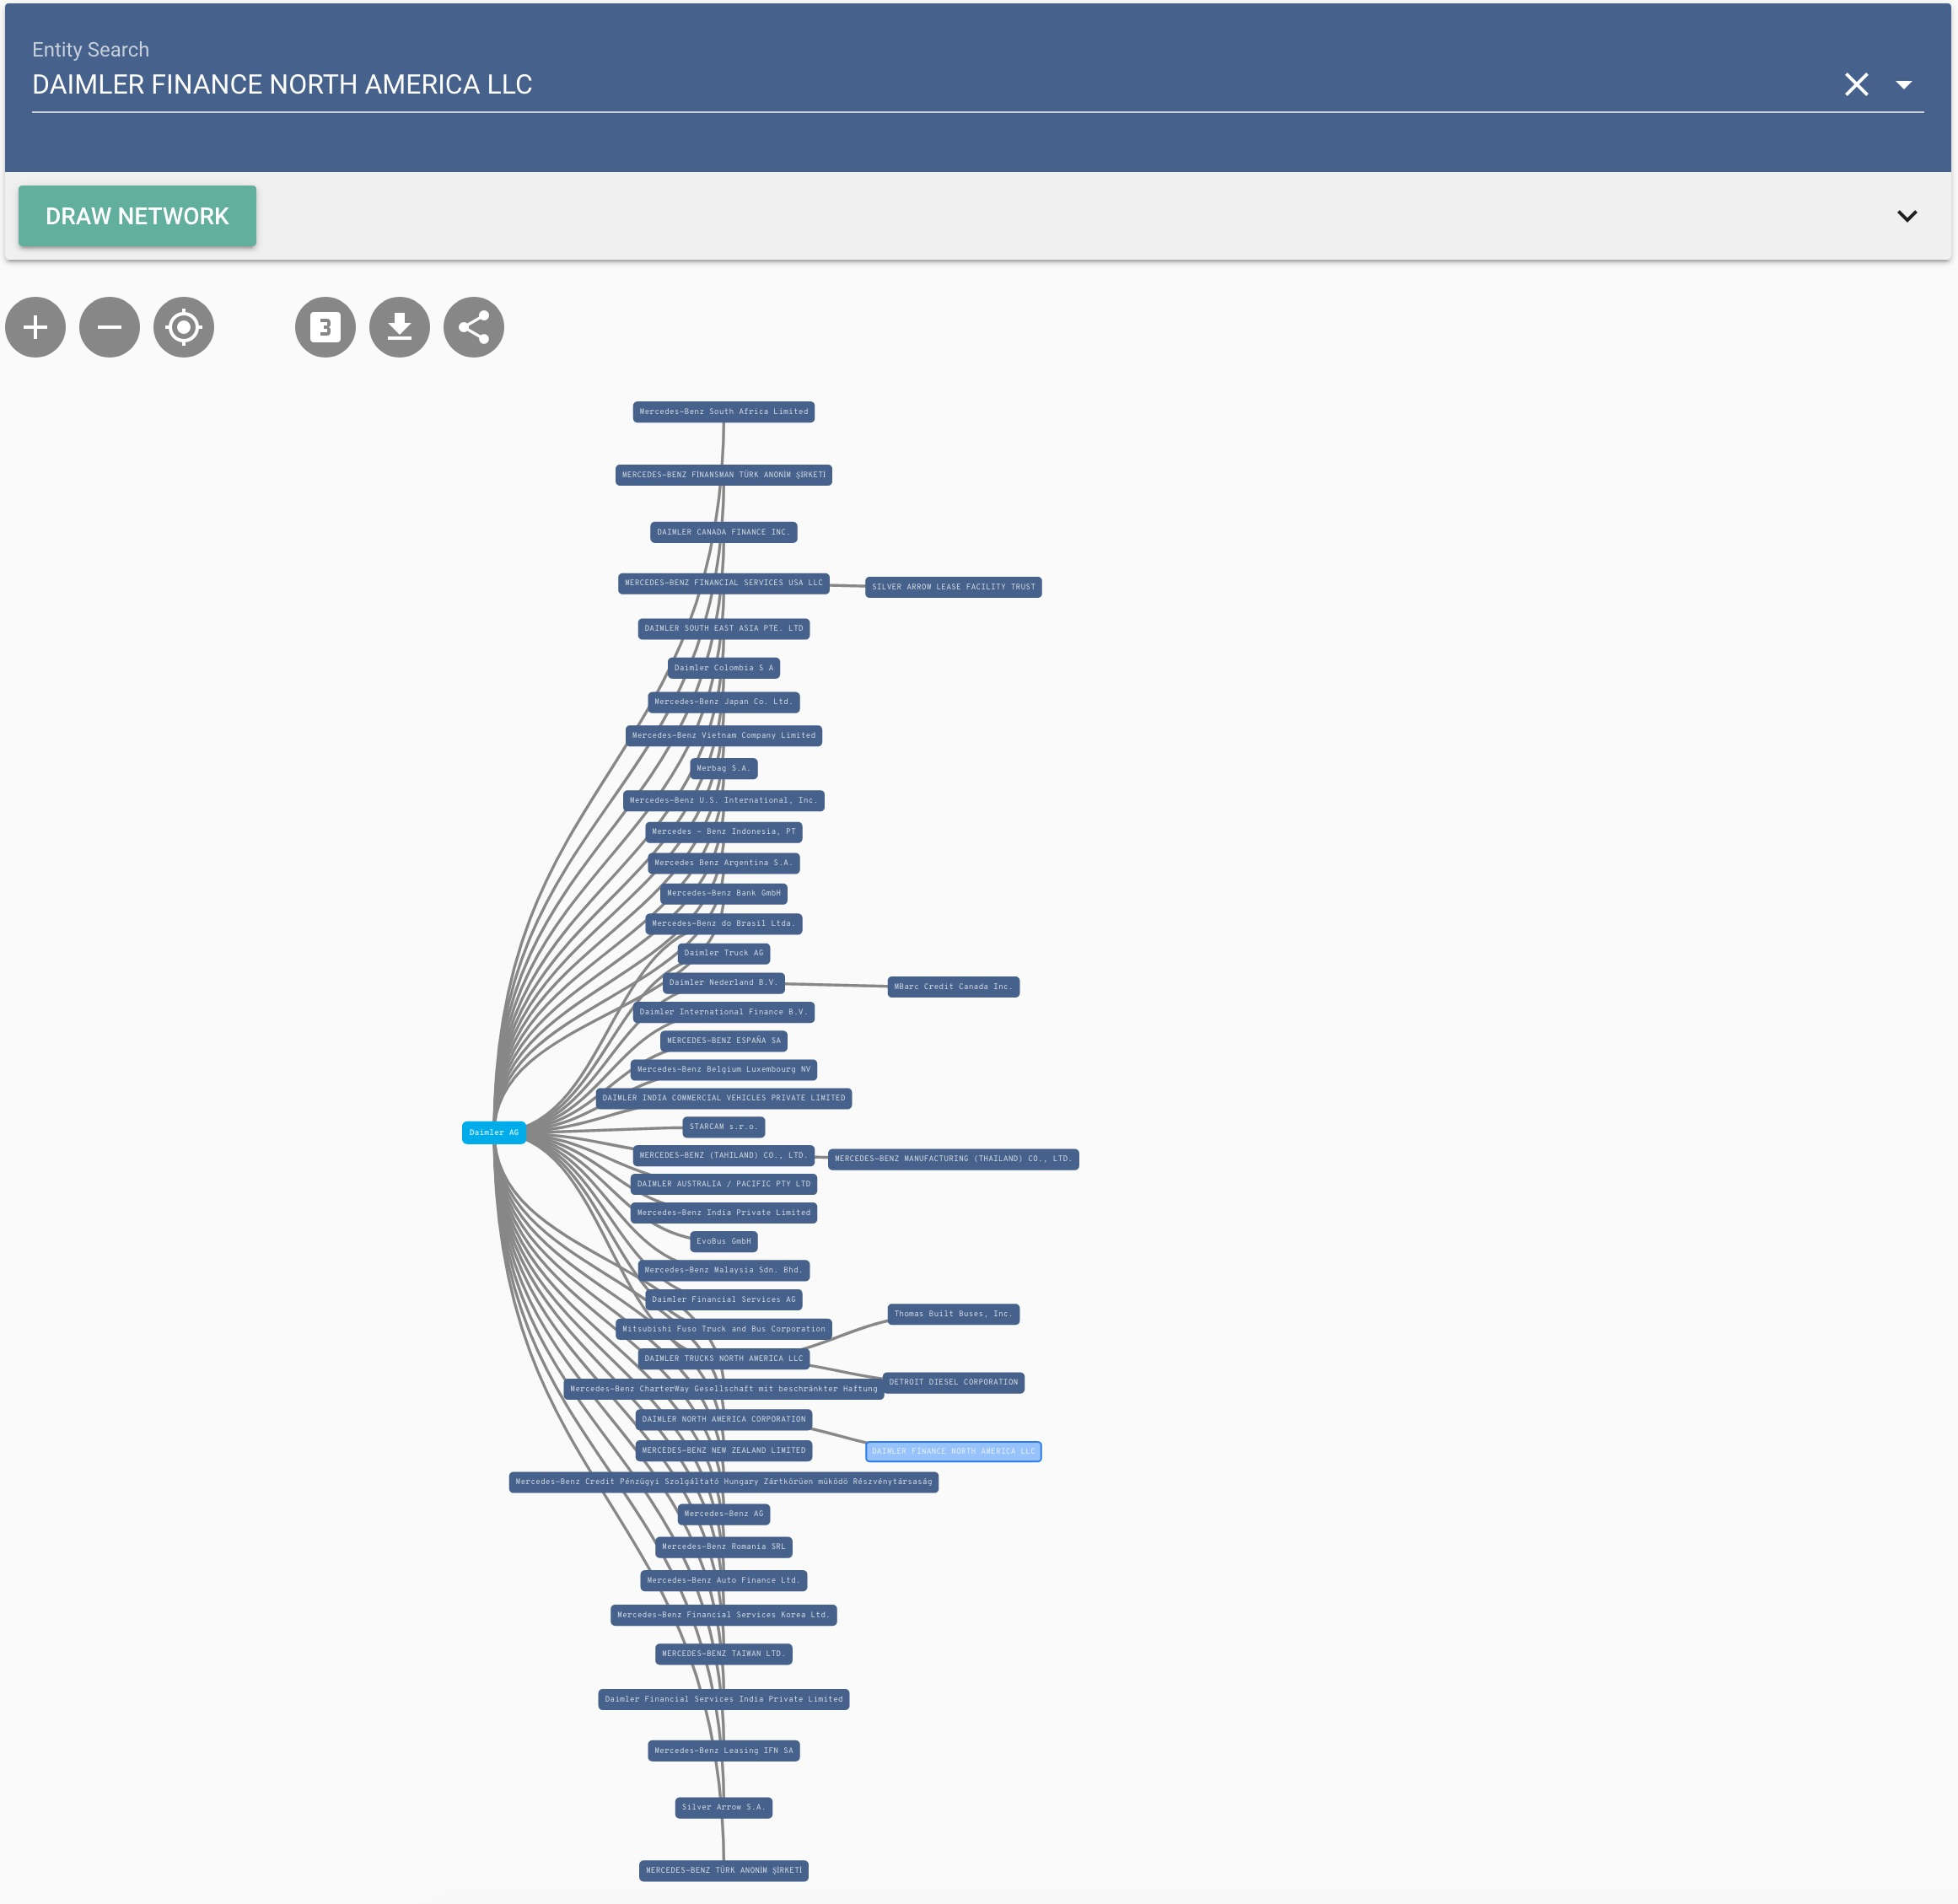 Entity Search
DAIMLER FINANCE NORTH AMERICA LLC
DRAW NETWORK
3
Mercedes-Benz South Africa Limited
MERCEDES-BENZ FİNANSMAN TÜRK ANONİM ŞİRKETİ
DAIMLER CANADA FINANCE INC.
MERCEDES-BENZ FINANCIAL SERVICES USA LLC
SILVER ARROW LEASE FACILITY TRUST
DAIMLER SOUTH EAST ASIA PTE. LTD
Daimler Colombia S A
Mercedes-Benz Japan Co. Ltd.
Mercedes-Benz Vietnam Company Limited
Merbag S.A.
Mercedes-Benz U.S. International, Inc.
Mercedes - Benz Indonesia, PT
Mercedes Benz Argentina S.A.
Mercedes-Benz Bank GmbH
Mercedes-Benz do Brasil Ltda.
Daimler Truck AG
Daimler Nederland B.V.
MBarc Credit Canada Inc.
Daimler International Finance B.V.
MERCEDES-BENZ ESPAÑA SA
Mercedes-Benz Belgium Luxembourg NV
DAIMLER INDIA COMMERCIAL VEHICLES PRIVATE LIMITED
STARCAM s.r.o.
Daimler AG
MERCEDES-BENZ (TAHILAND) CO., LTD.
MERCEDES-BENZ MANUFACTURING (THAILAND) CO., LTD.
DAIMLER AUSTRALIA / PACIFIC PTY LTD
Mercedes-Benz India Private Limited
EvoBus GmbH
Mercedes-Benz Malaysia Sdn. Bhd.
Daimler Financial Services AG
Thomas Built Buses, Inc.
Mitsubishi Fuso Truck and Bus Corporation
DAIMLER TRUCKS NORTH AMERICA LLC
DETROIT DIESEL CORPORATION
Mercedes-Benz CharterWay Gesellschaft mit beschränkter Haftung
DAIMLER NORTH AMERICA CORPORATION
MERCEDES-BENZ NEW ZEALAND LIMITED
DAIMLER FINANCE NORTH AMERICA LLC
Mercedes-Benz Credit Pénzügyi Szolgáltató Hungary Zártkörüen müködö Részvénytársaság
Mercedes-Benz AG
Mercedes-Benz Romania SRL
Mercedes-Benz Auto Finance Ltd.
Mercedes-Benz Financial Services Korea Ltd.
MERCEDES-BENZ TAIWAN LTD.
Daimler Financial Services India Private Limited
Mercedes-Benz Leasing IFN SA
Silver Arrow S.A.
MERCEDES-BENZ TÜRK ANONİM ŞİRKETİ